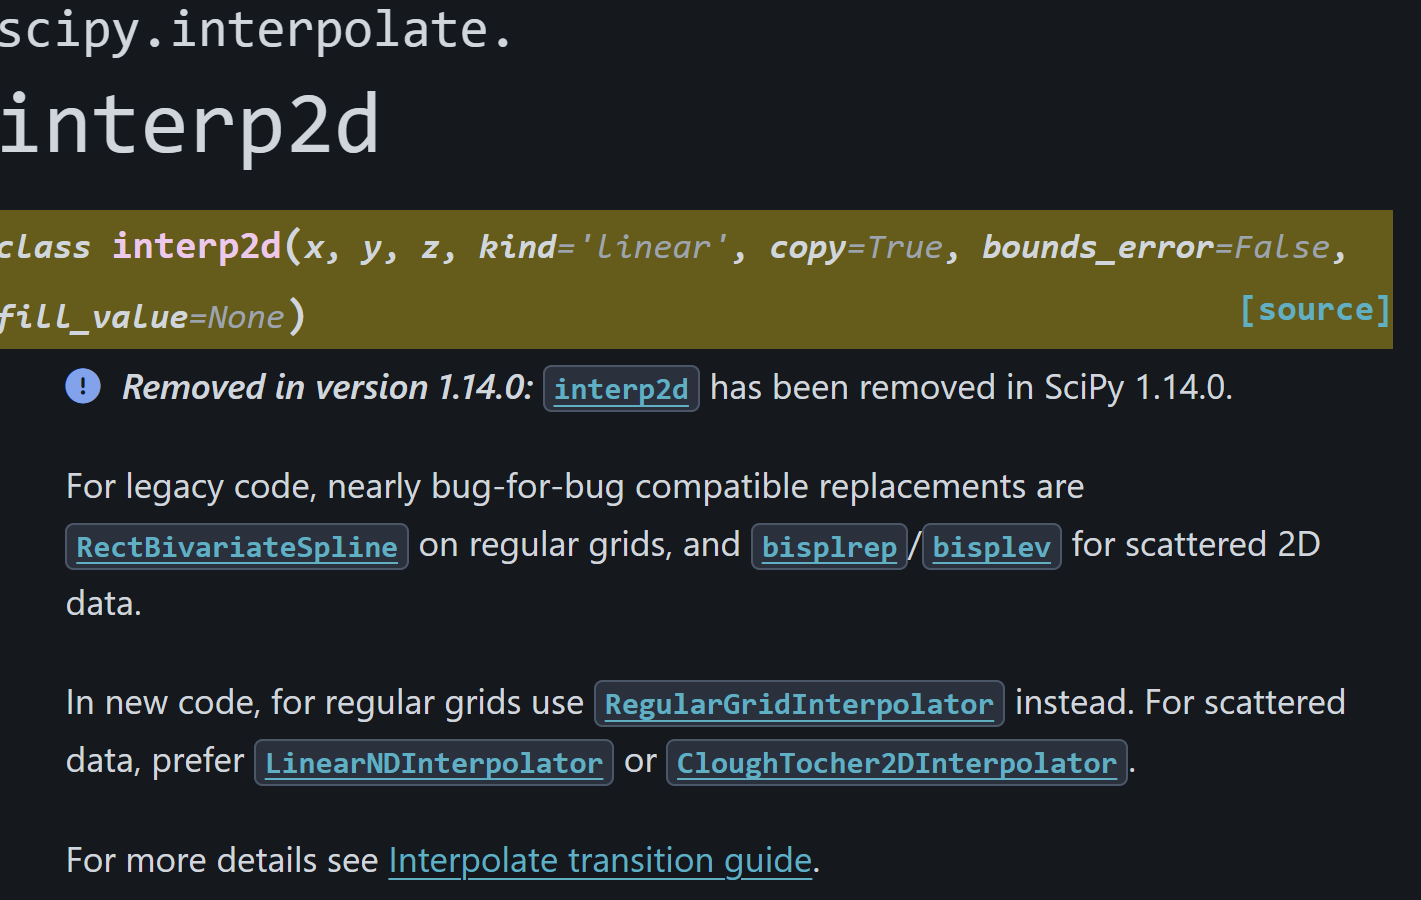 scipy.interpolate.
interp2d
class interp2d(x, y, z, kind='linear', copy=True, bounds_error=False,
fill_value=None) [source]
! Removed in version 1.14.0: interp2d has been removed in SciPy 1.14.0.
For legacy code, nearly bug-for-bug compatible replacements are
RectBivariateSpline on regular grids, and bisplrep/bisplev for scattered 2D
data.
In new code, for regular grids use RegularGridInterpolator instead. For scattered
data, prefer LinearNDInterpolator or CloughTocher2DInterpolator.
For more details see Interpolate transition guide.